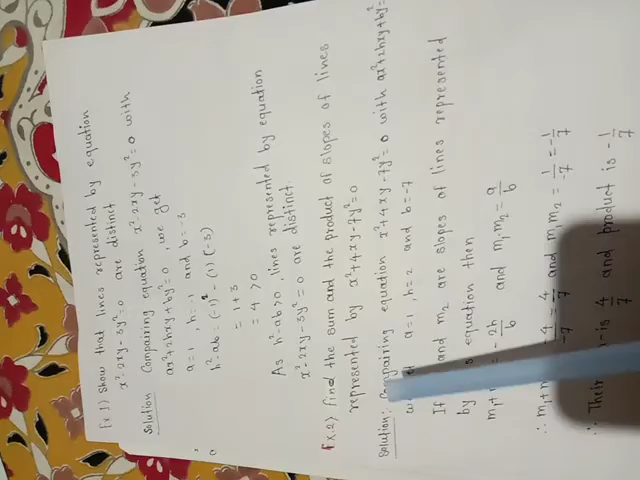 Ex 1) Show that lines represented by equation
x² - 2xy - 3y² = 0 are distinct
Solution Comparing equation x² - 2xy - 3y² = 0 with
ax² + 2hxy + by² = 0, we get
a = 1, h = -1 and b = -3
h² - ab = (-1)² - (1)(-3)
= 1 + 3
= 4 > 0
As h² - ab > 0, lines represented by equation
x² - 2xy - 3y² = 0 are distinct.
Ex. 2) Find the sum and the product of slopes of lines
represented by x² + 4xy - 7y² = 0
Solution: Comparing equation x² + 4xy - 7y² = 0 with ax² + 2hxy + by² =
a = 1, h = 2 and b = -7
If and m₂ are slopes of lines represented
by equation then
m₁ + = -2h/b and m₁·m₂ = a/b
∴ m₁ + -4/-7 = 4/7 and m₁m₂ = 1/-7 = -1/7
∴ Their is 4/7 and product is -1/7